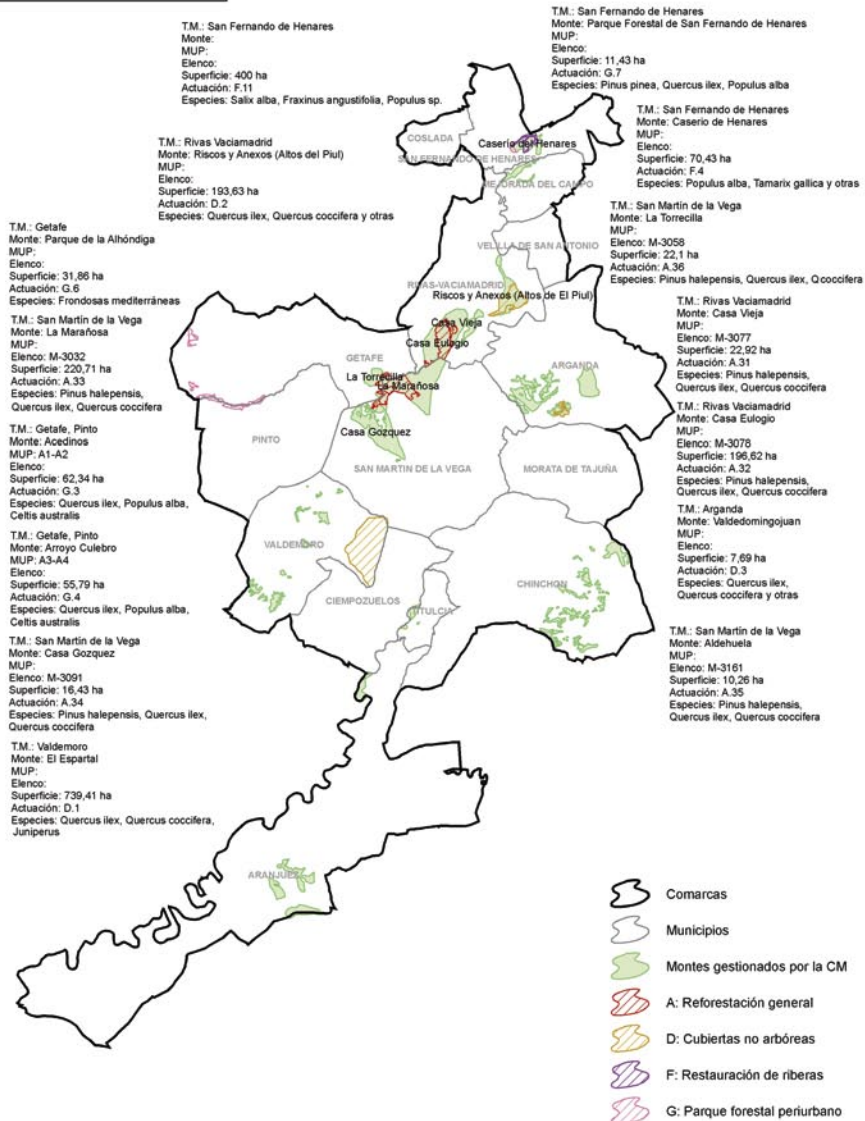 T.M.: San Fernando de Henares
Monte:
MUP:
Elenco:
Superficie: 400 ha
Actuación: F.11
Especies: Salix alba, Fraxinus angustifolia, Populus sp.
T.M.: San Fernando de Henares
Monte: Parque Forestal de San Fernando de Henares
MUP:
Elenco:
Superficie: 11,43 ha
Actuación: G.7
Especies: Pinus pinea, Quercus ilex, Populus alba
T.M.: Rivas Vaciamadrid
Monte: Riscos y Anexos (Altos del Piul)
MUP:
Elenco:
Superficie: 193,63 ha
Actuación: D.2
Especies: Quercus ilex, Quercus coccifera y otras
T.M.: San Fernando de Henares
Monte: Caserio de Henares
MUP:
Elenco:
Superficie: 70,43 ha
Actuación: F.4
Especies: Populus alba, Tamarix gallica y otras
T.M.: Getafe
Monte: Parque de la Alhóndiga
MUP:
Elenco:
Superficie: 31,86 ha
Actuación: G.6
Especies: Frondosas mediterráneas
T.M.: San Martín de la Vega
Monte: La Torrecilla
MUP:
Elenco: M-3058
Superficie: 22,1 ha
Actuación: A.36
Especies: Pinus halepensis, Quercus ilex, Qcoccifera
T.M.: San Martín de la Vega
Monte: La Marañosa
MUP:
Elenco: M-3032
Superficie: 220,71 ha
Actuación: A.33
Especies: Pinus halepensis,
Quercus ilex, Quercus coccifera
T.M.: Rivas Vaciamadrid
Monte: Casa Vieja
MUP:
Elenco: M-3077
Superficie: 22,92 ha
Actuación: A.31
Especies: Pinus halepensis,
Quercus ilex, Quercus coccifera
T.M.: Getafe, Pinto
Monte: Acedinos
MUP: A1-A2
Elenco:
Superficie: 62,34 ha
Actuación: G.3
Especies: Quercus ilex, Populus alba,
Celtis australis
T.M.: Rivas Vaciamadrid
Monte: Casa Eulogio
MUP:
Elenco: M-3078
Superficie: 196,62 ha
Actuación: A.32
Especies: Pinus halepensis,
Quercus ilex, Quercus coccifera
T.M.: Getafe, Pinto
Monte: Arroyo Culebro
MUP: A3-A4
Elenco:
Superficie: 55,79 ha
Actuación: G.4
Especies: Quercus ilex, Populus alba,
Celtis australis
T.M.: Arganda
Monte: Valdedomingojuan
MUP:
Elenco:
Superficie: 7,69 ha
Actuación: D.3
Especies: Quercus ilex,
Quercus coccifera y otras
T.M.: San Martín de la Vega
Monte: Casa Gozquez
MUP:
Elenco: M-3091
Superficie: 16,43 ha
Actuación: A.34
Especies: Pinus halepensis, Quercus ilex,
Quercus coccifera
T.M.: San Martín de la Vega
Monte: Aldehuela
MUP:
Elenco: M-3161
Superficie: 10,26 ha
Actuación: A.35
Especies: Pinus halepensis,
Quercus ilex, Quercus coccifera
T.M.: Valdemoro
Monte: El Espartal
MUP:
Elenco:
Superficie: 739,41 ha
Actuación: D.1
Especies: Quercus ilex, Quercus coccifera,
Juniperus
COSLADA
Caserio del Henares
SAN FERNANDO DE HENARES
MEJORADA DEL CAMPO
VELILLA DE SAN ANTONIO
RIVAS-VACIAMADRID
Riscos y Anexos (Altos de El Piul)
Casa Vieja
Casa Eulogio
GETAFE
ARGANDA
La Torrecilla
La Marañosa
Casa Gozquez
PINTO
SAN MARTIN DE LA VEGA
MORATA DE TAJUÑA
VALDEMORO
CHINCHON
CIEMPOZUELOS
TITULCIA
ARANJUEZ
Comarcas
Municipios
Montes gestionados por la CM
A: Reforestación general
D: Cubiertas no arbóreas
F: Restauración de riberas
G: Parque forestal periurbano